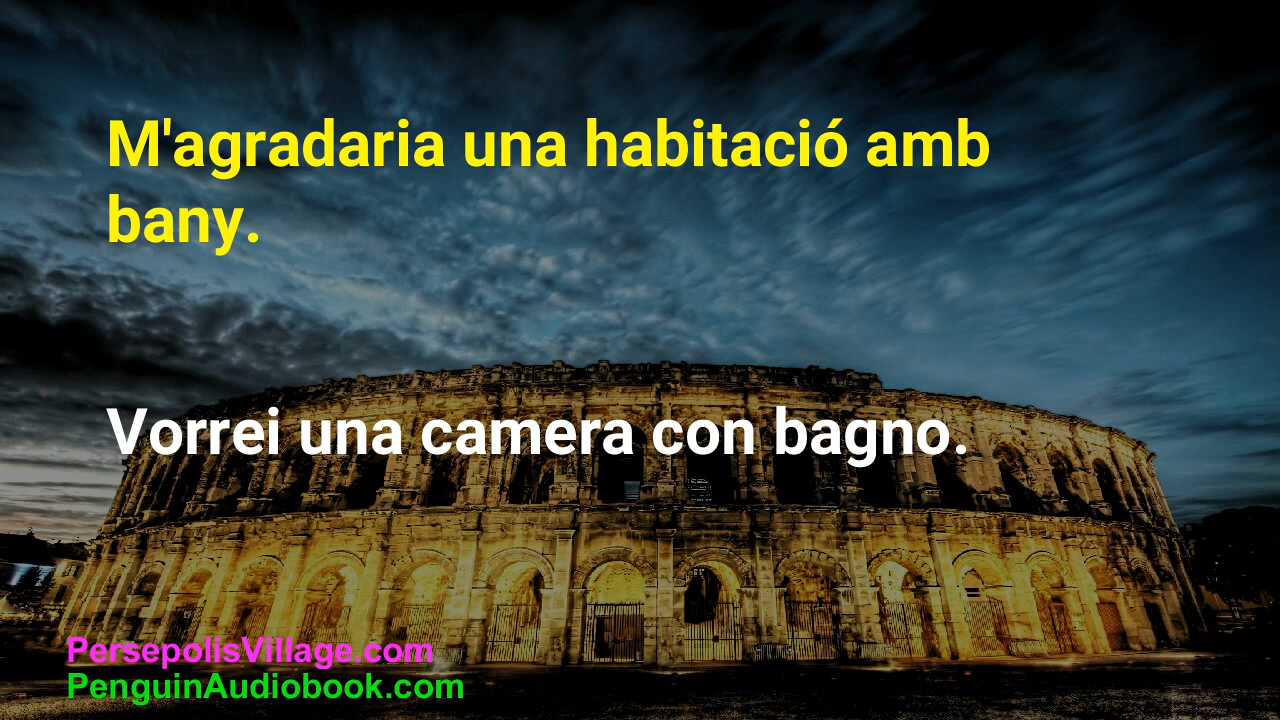 M'agradaria una habitació amb
bany.
Vorrei una camera con bagno.
PersepolisVillage.com
PenguinAudiobook.com